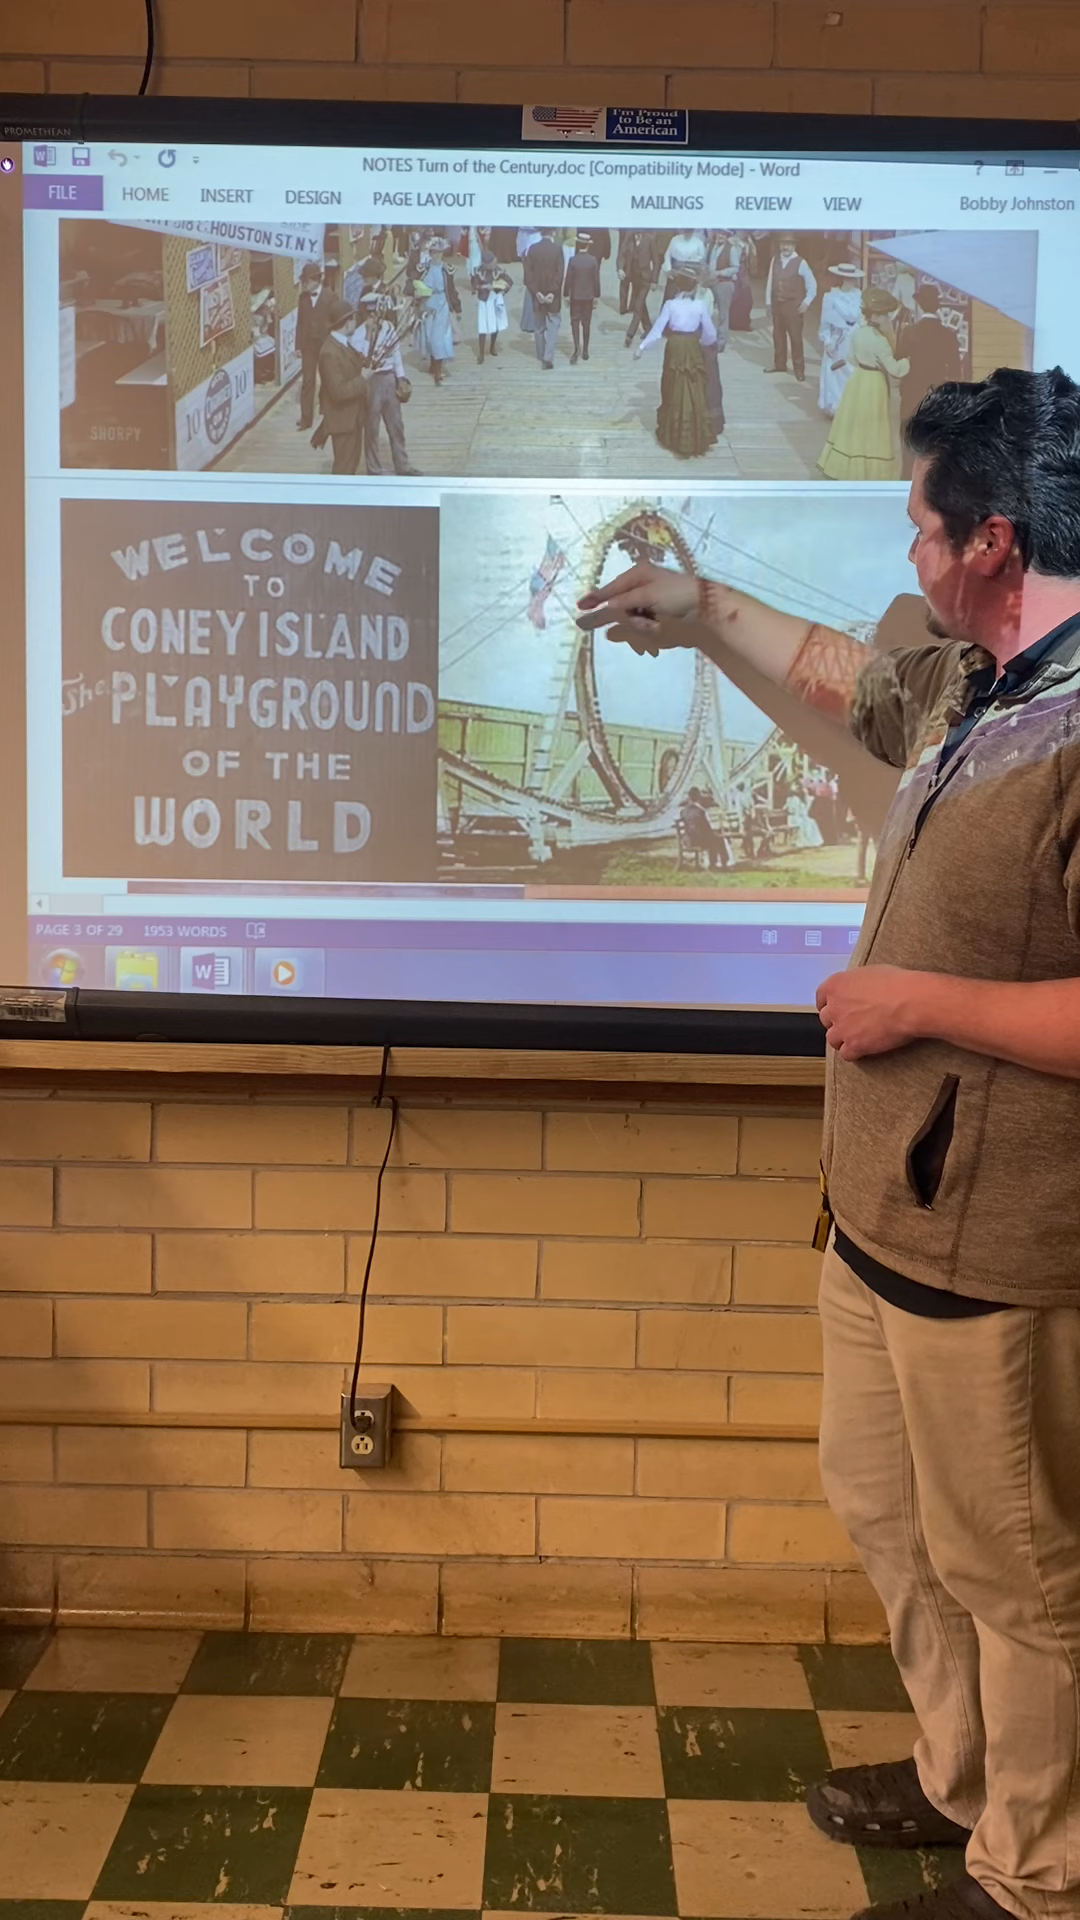 I'm Proud
to Be an
American
PROMETHEAN
NOTES Turn of the Century.doc [Compatibility Mode] - Word
?
FILE HOME INSERT DESIGN PAGE LAYOUT REFERENCES MAILINGS REVIEW VIEW Bobby Johnston
HOUSTON ST. N.Y.
10 10
SHORPY
WELCOME
TO
CONEY ISLAND
The PLAYGROUND
OF THE
WORLD
PAGE 3 OF 29 1953 WORDS